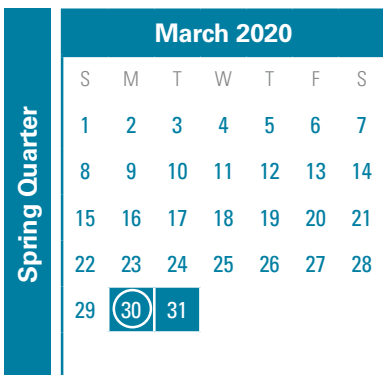 Spring Quarter
March 2020
S M T W T F S
1 2 3 4 5 6 7
8 9 10 11 12 13 14
15 16 17 18 19 20 21
22 23 24 25 26 27 28
29 30 31